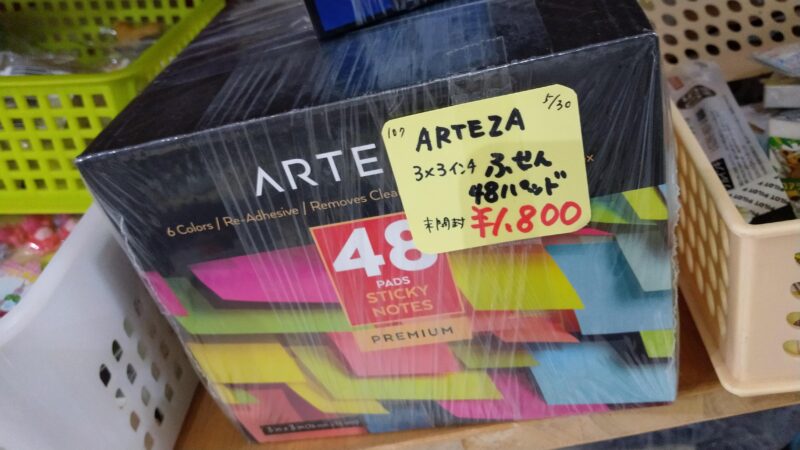 107
5/30
ARTEZA
3×3インチ ふせん
48パッド
未開封 ¥1,800
ARTE
6 Colors / Re-Adhesive / Removes Clea
48
PADS
STICKY
NOTES
PREMIUM
PILOT